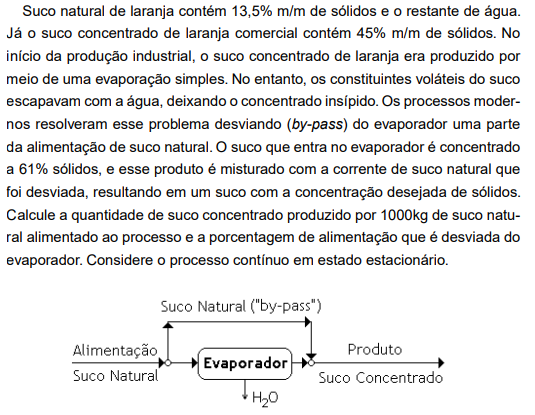 Suco natural de laranja contém 13,5% m/m de sólidos e o restante de água.
Já o suco concentrado de laranja comercial contém 45% m/m de sólidos. No
início da produção industrial, o suco concentrado de laranja era produzido por
meio de uma evaporação simples. No entanto, os constituintes voláteis do suco
escapavam com a água, deixando o concentrado insípido. Os processos moder-
nos resolveram esse problema desviando (by-pass) do evaporador uma parte
da alimentação de suco natural. O suco que entra no evaporador é concentrado
a 61% sólidos, e esse produto é misturado com a corrente de suco natural que
foi desviada, resultando em um suco com a concentração desejada de sólidos.
Calcule a quantidade de suco concentrado produzido por 1000kg de suco natu-
ral alimentado ao processo e a porcentagem de alimentação que é desviada do
evaporador. Considere o processo contínuo em estado estacionário.
Suco Natural ("by-pass")
Alimentação
Suco Natural
Evaporador
Produto
Suco Concentrado
H₂O